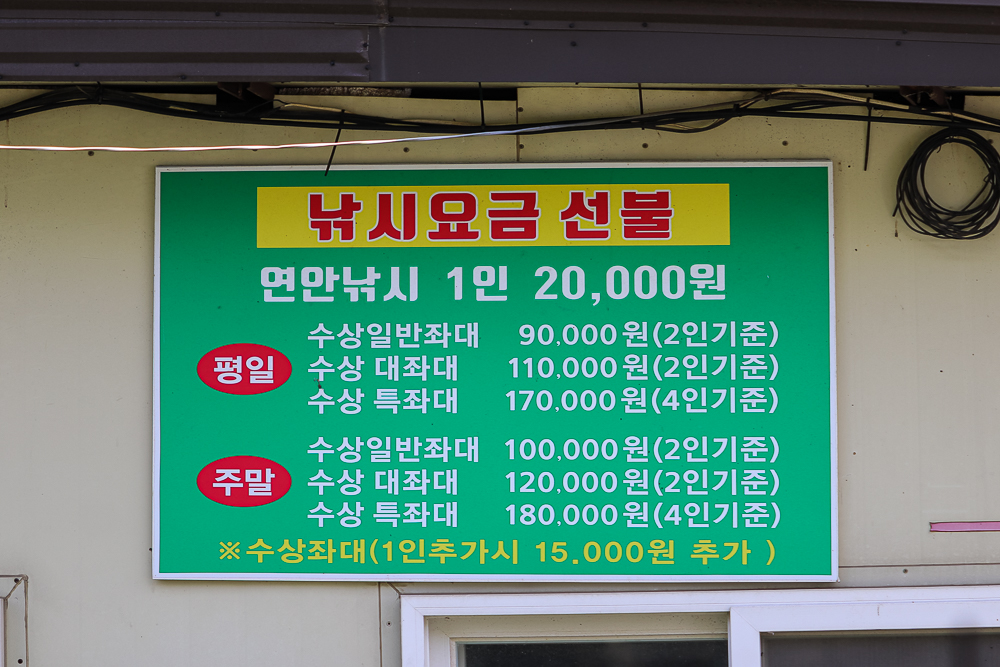 낚시요금 선불
연안낚시 1인 20,000원
평일
수상일반좌대 90,000원(2인기준)
수상 대좌대 110,000원(2인기준)
수상 특좌대 170,000원(4인기준)
주말
수상일반좌대 100,000원(2인기준)
수상 대좌대 120,000원(2인기준)
수상 특좌대 180,000원(4인기준)
※수상좌대(1인추가시 15.000원 추가 )